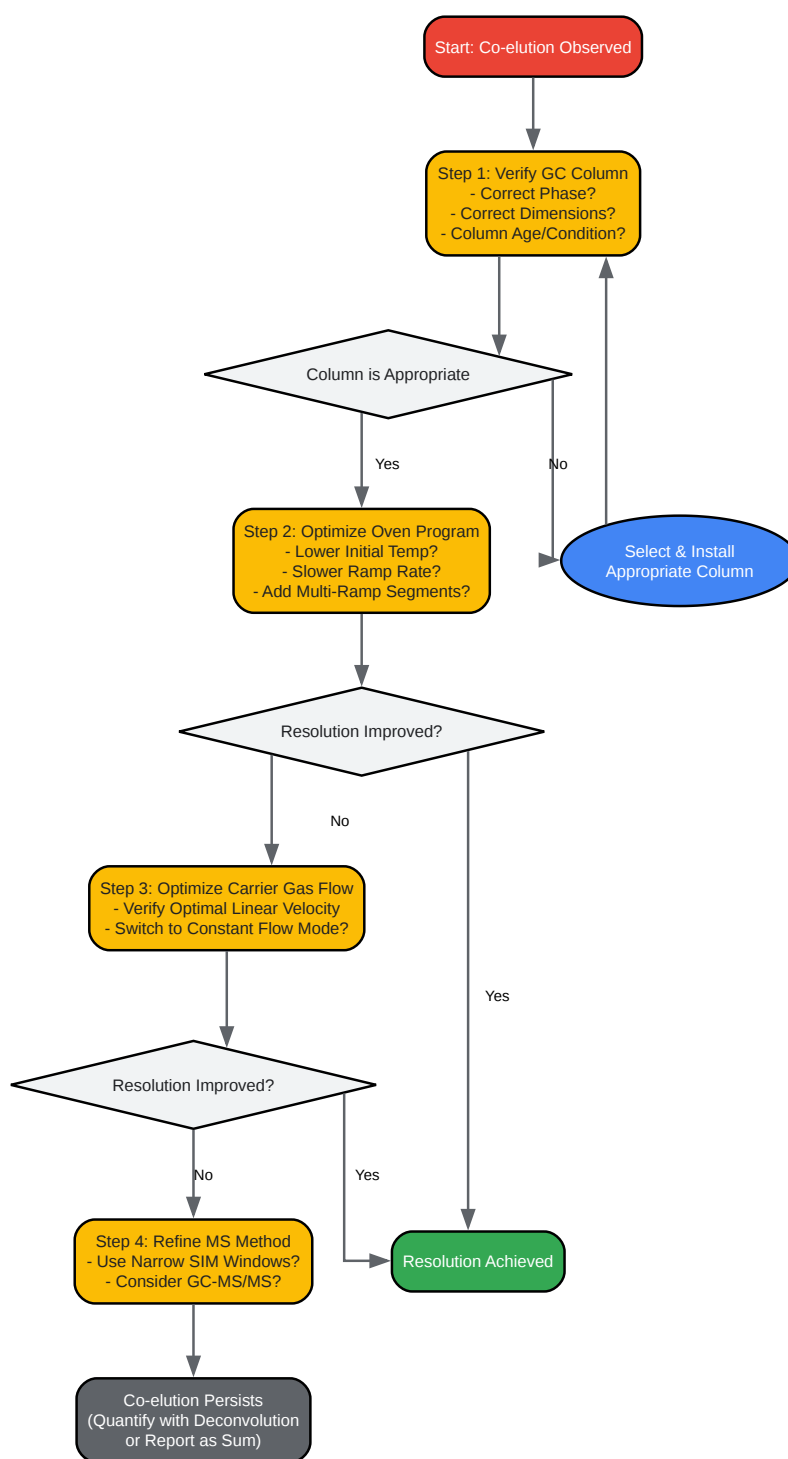 Start: Co-elution Observed
Step 1: Verify GC Column
- Correct Phase?
- Correct Dimensions?
- Column Age/Condition?
Column is Appropriate
Yes
No
Step 2: Optimize Oven Program
- Lower Initial Temp?
- Slower Ramp Rate?
- Add Multi-Ramp Segments?
Select & Install
Appropriate Column
Resolution Improved?
No
Step 3: Optimize Carrier Gas Flow
- Verify Optimal Linear Velocity
- Switch to Constant Flow Mode?
Yes
Resolution Improved?
No
Yes
Step 4: Refine MS Method
- Use Narrow SIM Windows?
- Consider GC-MS/MS?
Resolution Achieved
Co-elution Persists
(Quantify with Deconvolution
or Report as Sum)